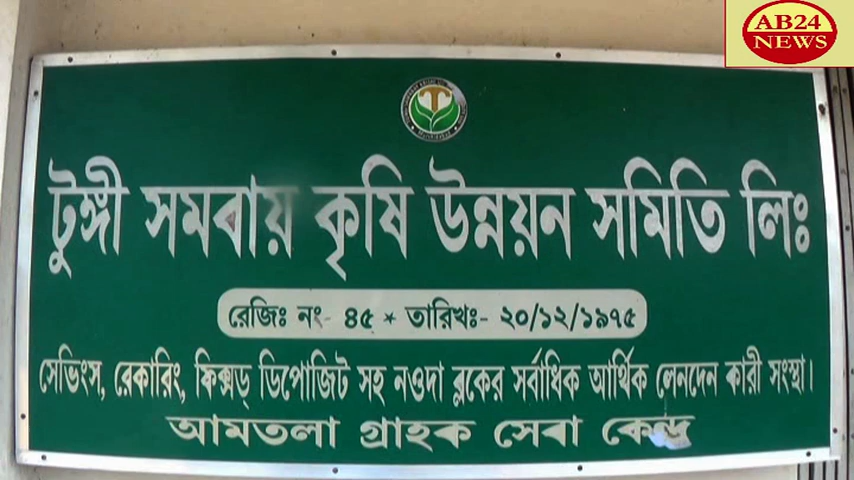 AB24
NEWS
টুঙ্গী সমবায় কৃষি উন্নয়ন সমিতি লিঃ
রেজিঃ নং- ৪৫ * তারিখঃ- ২০/১২/১৯৭৫
সেভিংস, রেকারিং, ফিক্সড্ ডিপোজিট সহ নওদা ব্লকের সর্বাধিক আর্থিক লেনদেন কারী সংস্থা।
আমতলা গ্রাহক সেবা কেন্দ্র